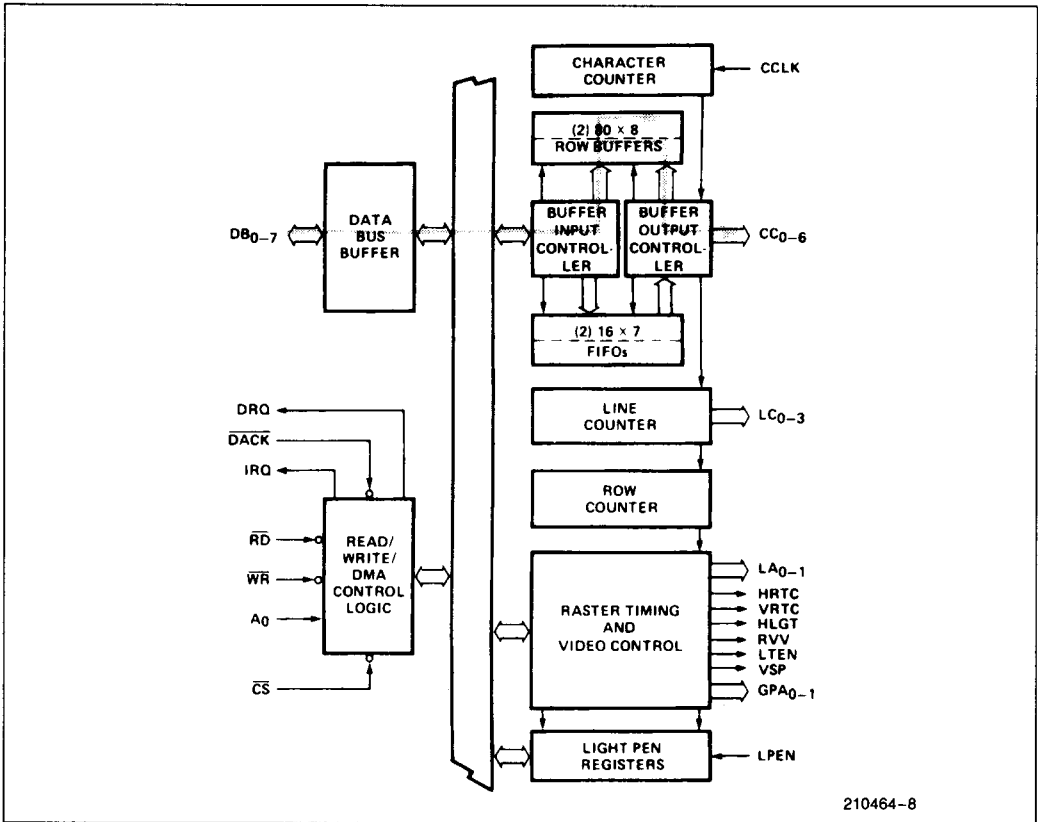 CHARACTER
COUNTER
CCLK
(2) 80 × 8
ROW BUFFERS
DATA
BUS
BUFFER
DB0–7
BUFFER
INPUT
CONTROL-
LER
BUFFER
OUTPUT
CONTROL-
LER
CC0–6
(2) 16 × 7
FIFOs
LINE
COUNTER
LC0–3
ROW
COUNTER
DRQ
DACK
IRQ
RD
WR
A0
CS
READ/
WRITE/
DMA
CONTROL
LOGIC
RASTER TIMING
AND
VIDEO CONTROL
LA0–1
HRTC
VRTC
HLGT
RVV
LTEN
VSP
GPA0–1
LIGHT PEN
REGISTERS
LPEN
210464–8